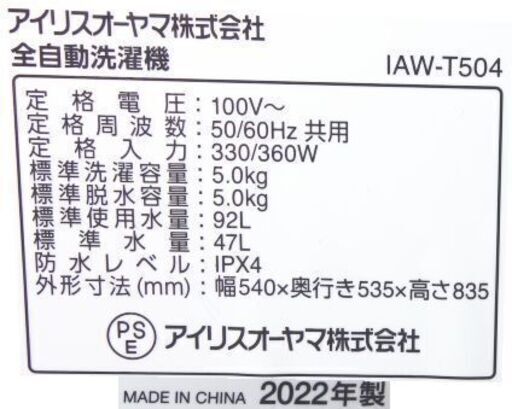 アイリスオーヤマ株式会社
全自動洗濯機 IAW-T504
定格電圧:100V～
定格周波数:50/60Hz 共用
定格入力:330/360W
標準洗濯容量:5.0kg
標準脱水容量:5.0kg
標準使用水量:92L
標準水量:47L
防水レベル:IPX4
外形寸法(mm):幅540×奥行き535×高さ835
PS
E アイリスオーヤマ株式会社
MADE IN CHINA 2022年製